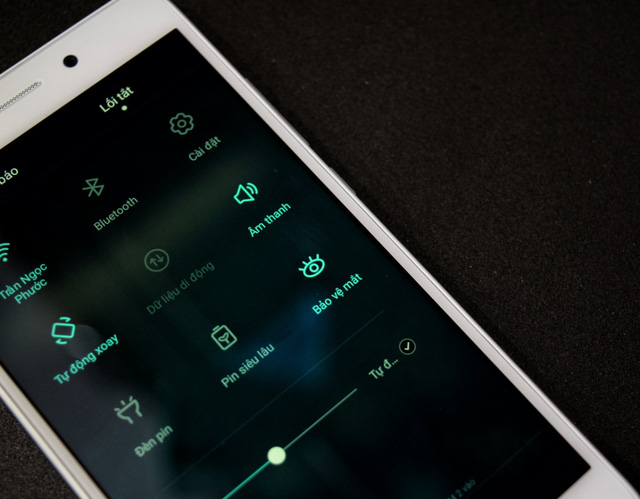 báo
Lối tắt
Trần Ngọc
Phước
Bluetooth
Cài đặt
Tự động xoay
Dữ liệu di động
Âm thanh
Đèn pin
Pin siêu lâu
Bảo vệ mắt
Tự đ...